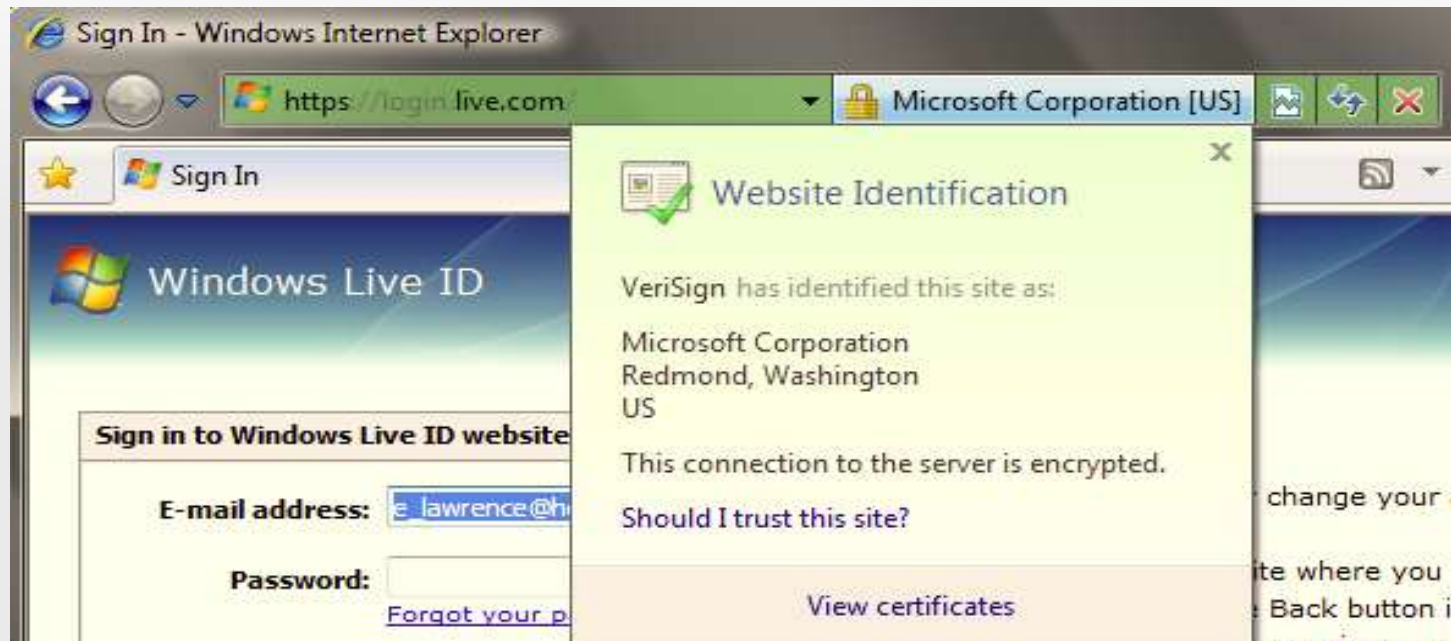 Sign In - Windows Internet Explorer
https://login.live.com/
Microsoft Corporation [US]
Sign In
Website Identification
Windows Live ID
VeriSign has identified this site as:
Microsoft Corporation
Redmond, Washington
US
Sign in to Windows Live ID website
This connection to the server is encrypted.
E-mail address: e_lawrence@h
change your
Should I trust this site?
Password:
ite where you
Forgot your p
View certificates
Back button i